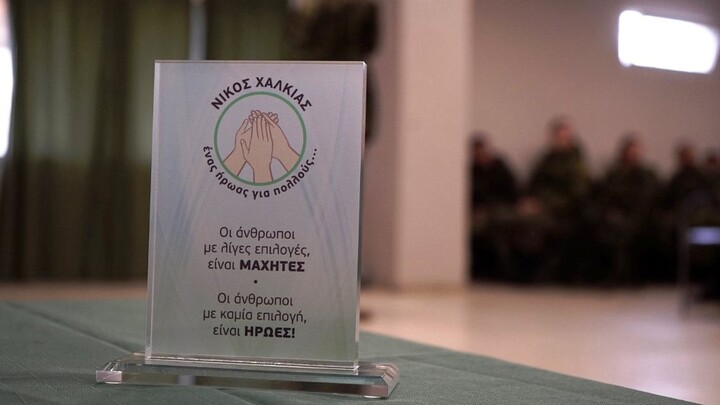 ΝΙΚΟΣ ΧΑΛΚΙΑΣ
ένας ήρωας για πολλούς...
Οι άνθρωποι
με λίγες επιλογές,
είναι ΜΑΧΗΤΕΣ
•
Οι άνθρωποι
με καμία επιλογή,
είναι ΗΡΩΕΣ!